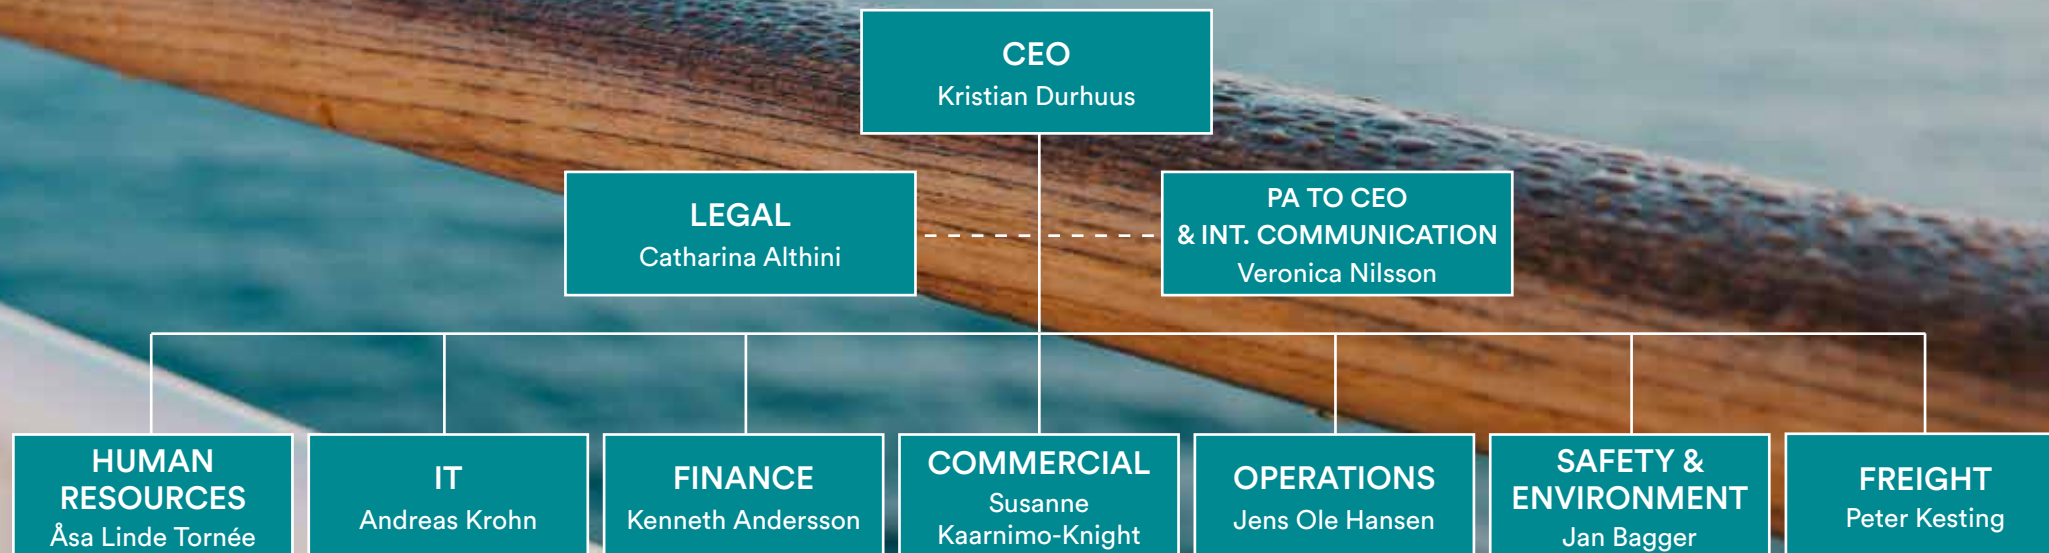 CEO
Kristian Durhuus
LEGAL
Catharina Althini
PA TO CEO
& INT. COMMUNICATION
Veronica Nilsson
HUMAN
RESOURCES
Åsa Linde Tornée
IT
Andreas Krohn
FINANCE
Kenneth Andersson
COMMERCIAL
Susanne
Kaarnimo-Knight
OPERATIONS
Jens Ole Hansen
SAFETY &
ENVIRONMENT
Jan Bagger
FREIGHT
Peter Kesting